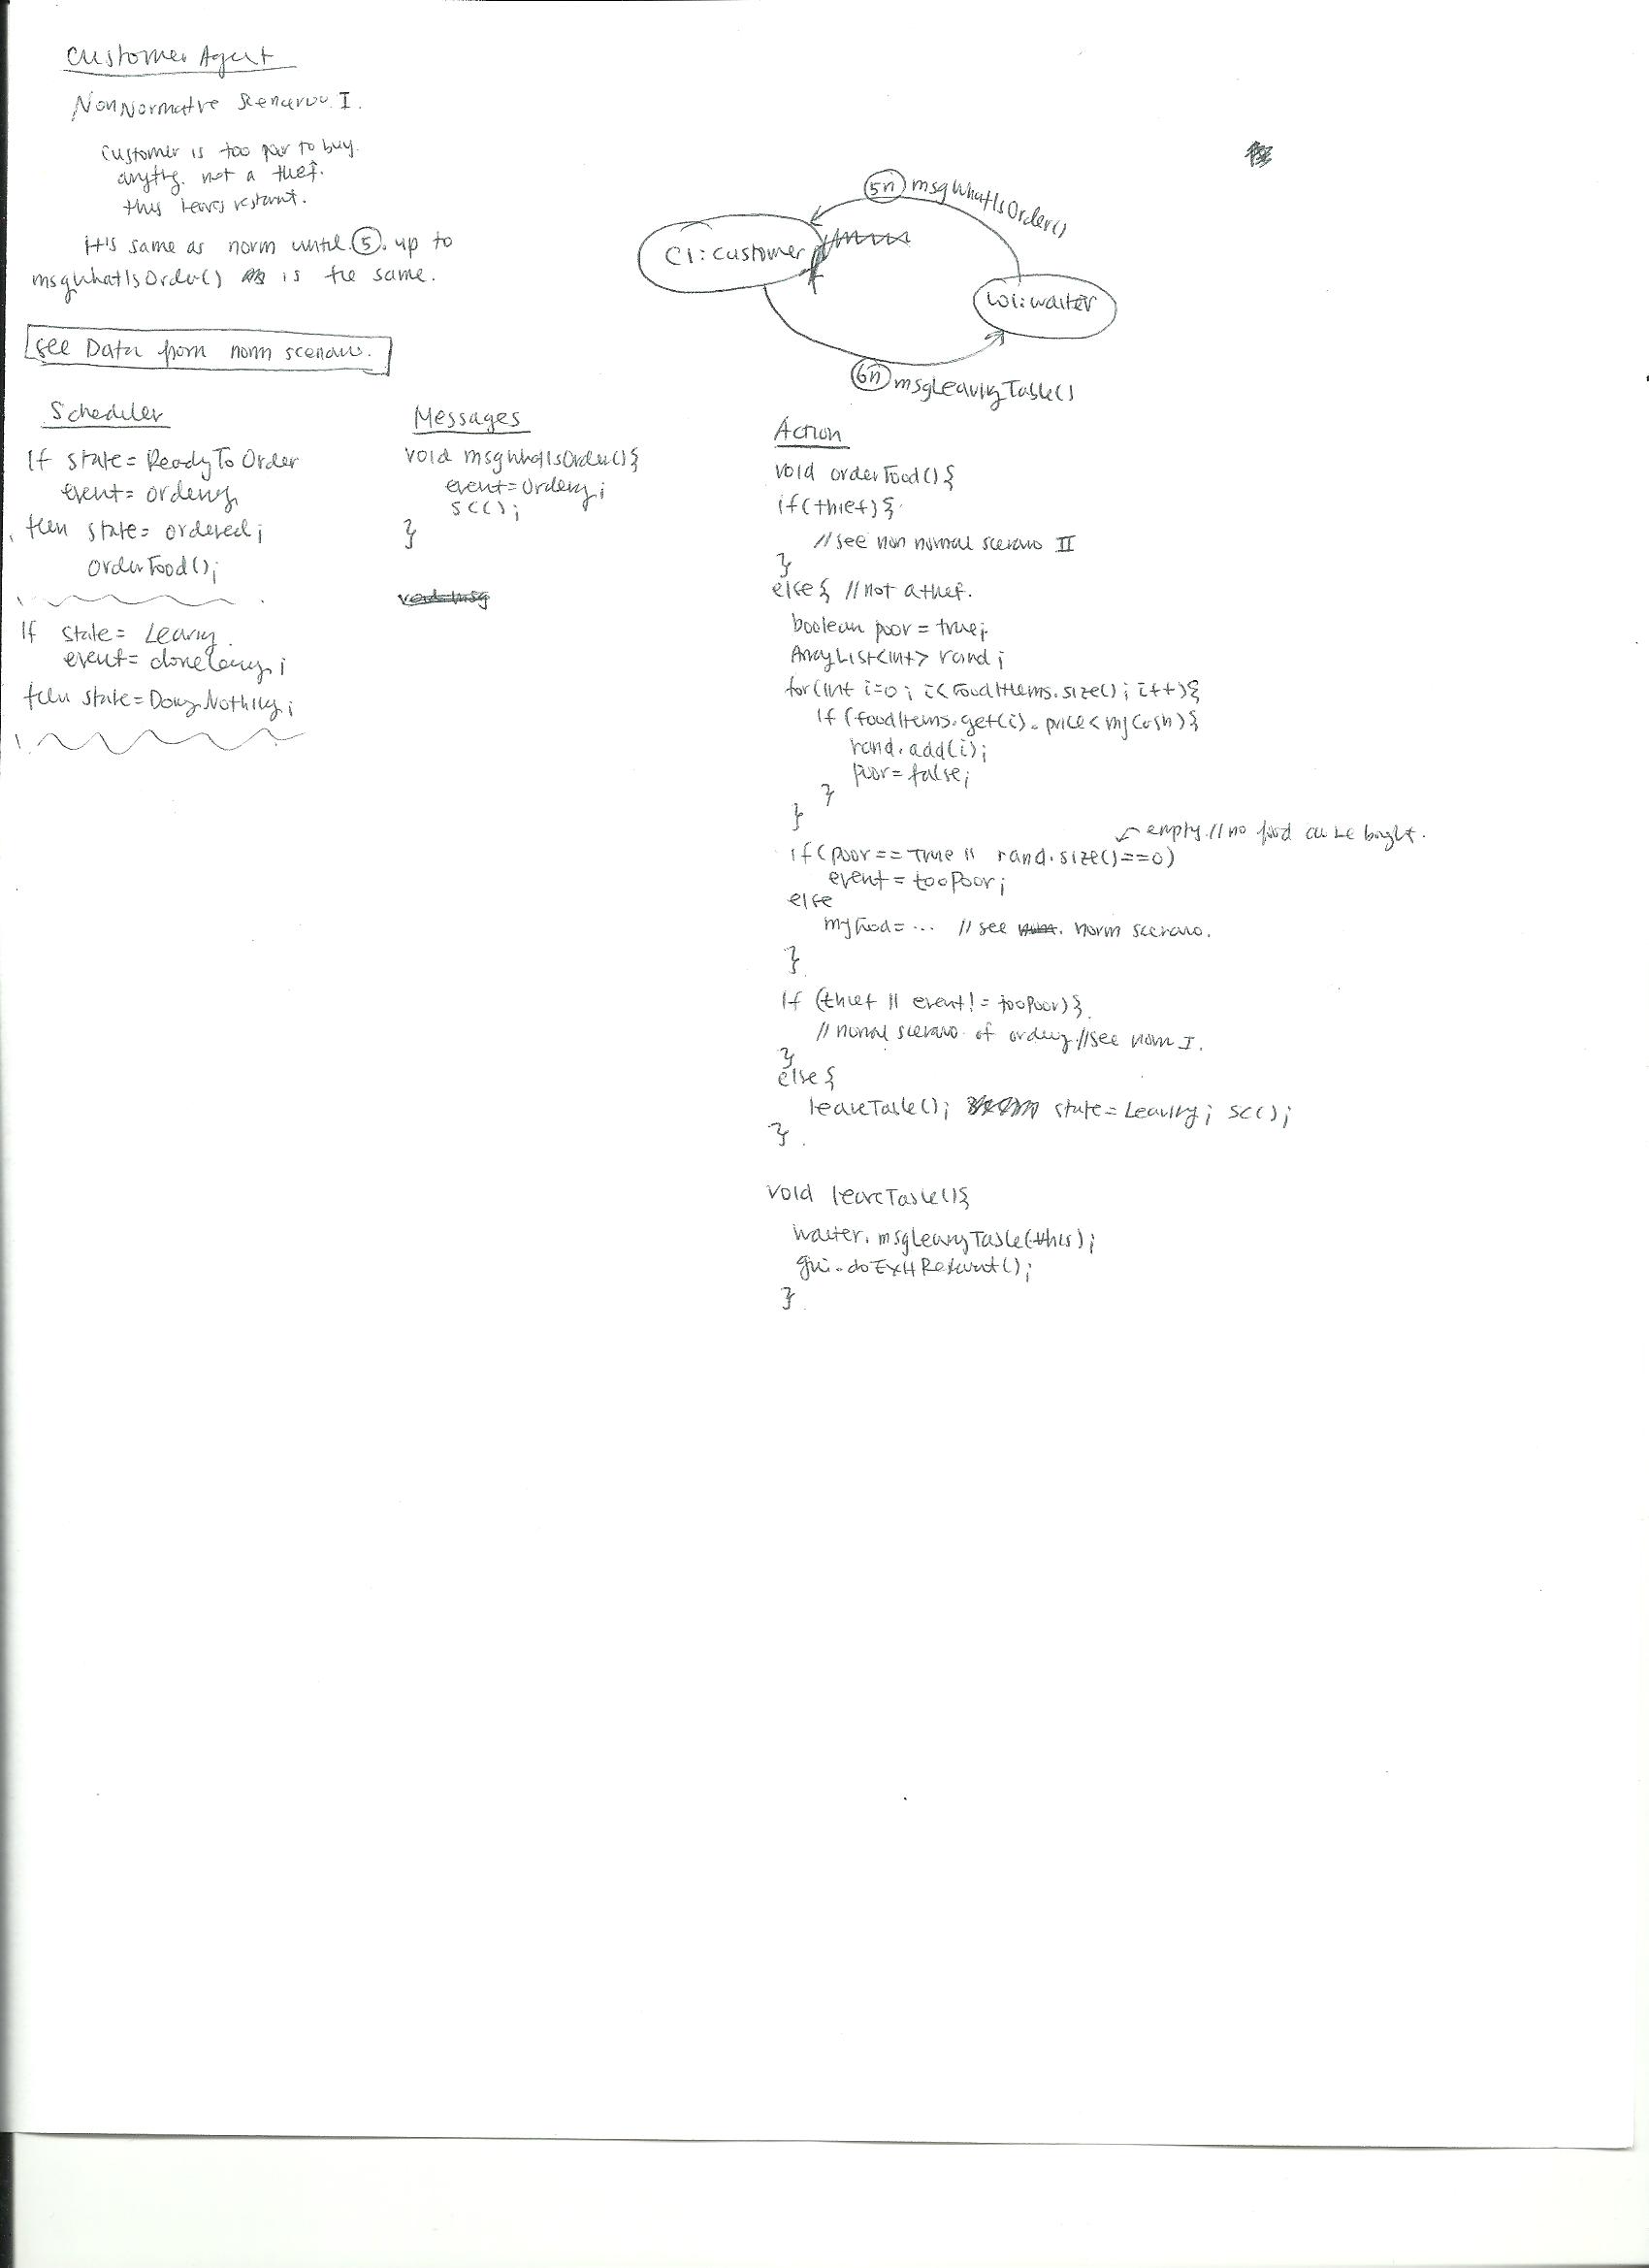 Customer Agent
NonNormative Scenario I.
Customer is too poor to buy
anythg. not a thief.
thus leaves restaurant.
it's same as norm until 5. up to
msgWhatIsOrder() is the same.
see Data from norm scenario.
C1: customer
W1: waiter
5n msgWhatIsOrder()
6n msgLeavingTable()
Scheduler
If state = ReadyToOrder
event = ordering
then state = ordered;
orderFood();
If state = Leaving
event = doneLeaving;
then state = DoingNothing;
Messages
void msgWhatIsOrder(){
event = Ordering;
sc();
}
void msg
Action
void orderFood(){
if(thief){
//see non normal scenario II
}
else{ //not a thief.
boolean poor = true;
ArrayList<int> rand;
for(int i=0; i<foodItems.size(); i++){
if(foodItems.get(i).price<myCash){
rand.add(i);
poor = false;
}
}
empty // no food can be bought.
if(poor == true || rand.size()==0)
event = tooPoor;
else
myFood = ... // see norm scenario.
}
if (thief || event != tooPoor){
// normal scenario of ordering // see norm I.
}
else{
leaveTable(); state = Leaving; sc();
}
void leaveTable(){
waiter.msgLeavingTable(this);
gui.doExitRestaurant();
}